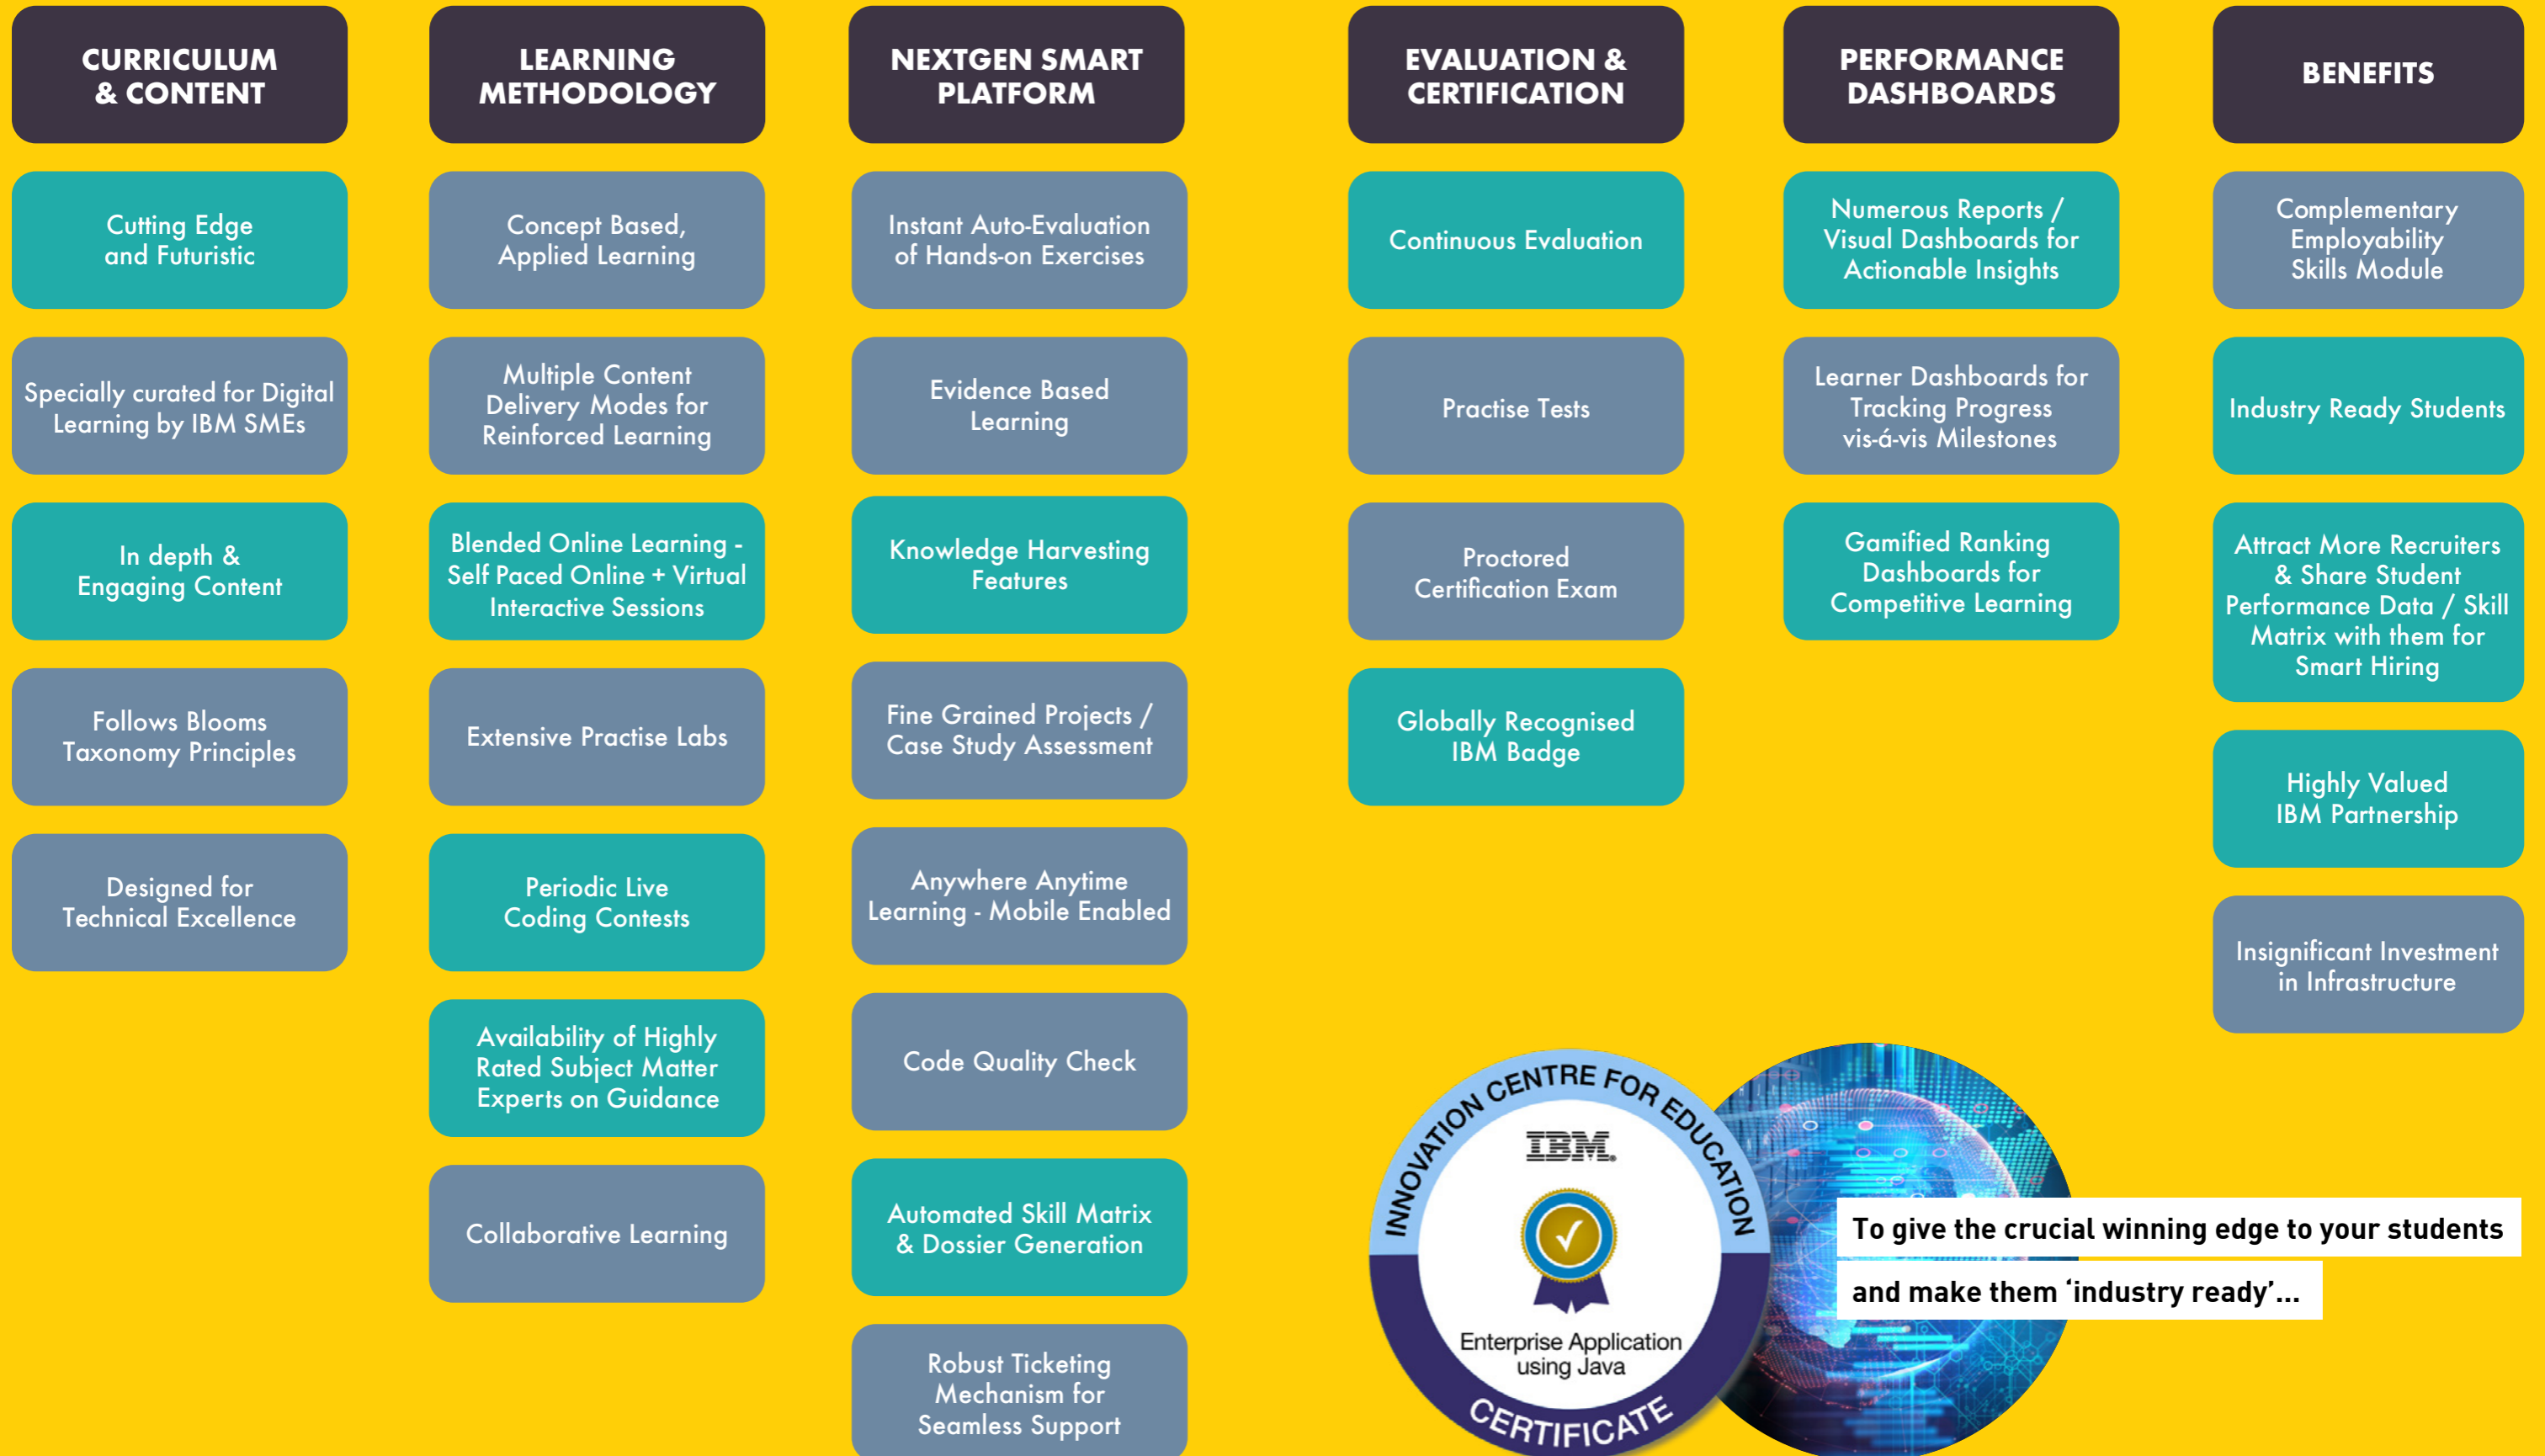 CURRICULUM
& CONTENT
Cutting Edge
and Futuristic
Specially curated for Digital
Learning by IBM SMEs
In depth &
Engaging Content
Follows Blooms
Taxonomy Principles
Designed for
Technical Excellence
LEARNING
METHODOLOGY
Concept Based,
Applied Learning
Multiple Content
Delivery Modes for
Reinforced Learning
Blended Online Learning -
Self Paced Online + Virtual
Interactive Sessions
Extensive Practise Labs
Periodic Live
Coding Contests
Availability of Highly
Rated Subject Matter
Experts on Guidance
Collaborative Learning
NEXTGEN SMART
PLATFORM
Instant Auto-Evaluation
of Hands-on Exercises
Evidence Based
Learning
Knowledge Harvesting
Features
Fine Grained Projects /
Case Study Assessment
Anywhere Anytime
Learning - Mobile Enabled
Code Quality Check
Automated Skill Matrix
& Dossier Generation
Robust Ticketing
Mechanism for
Seamless Support
EVALUATION &
CERTIFICATION
Continuous Evaluation
Practise Tests
Proctored
Certification Exam
Globally Recognised
IBM Badge
PERFORMANCE
DASHBOARDS
Numerous Reports /
Visual Dashboards for
Actionable Insights
Learner Dashboards for
Tracking Progress
vis-á-vis Milestones
Gamified Ranking
Dashboards for
Competitive Learning
BENEFITS
Complementary
Employability
Skills Module
Industry Ready Students
Attract More Recruiters
& Share Student
Performance Data / Skill
Matrix with them for
Smart Hiring
Highly Valued
IBM Partnership
Insignificant Investment
in Infrastructure
INNOVATION CENTRE FOR EDUCATION
IBM.
Enterprise Application
using Java
CERTIFICATE
To give the crucial winning edge to your students
and make them ‘industry ready’...